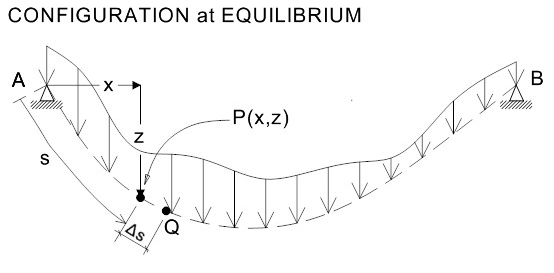 CONFIGURATION at EQUILIBRIUM
A
x
B
P(x,z)
z
s
Q
Δs